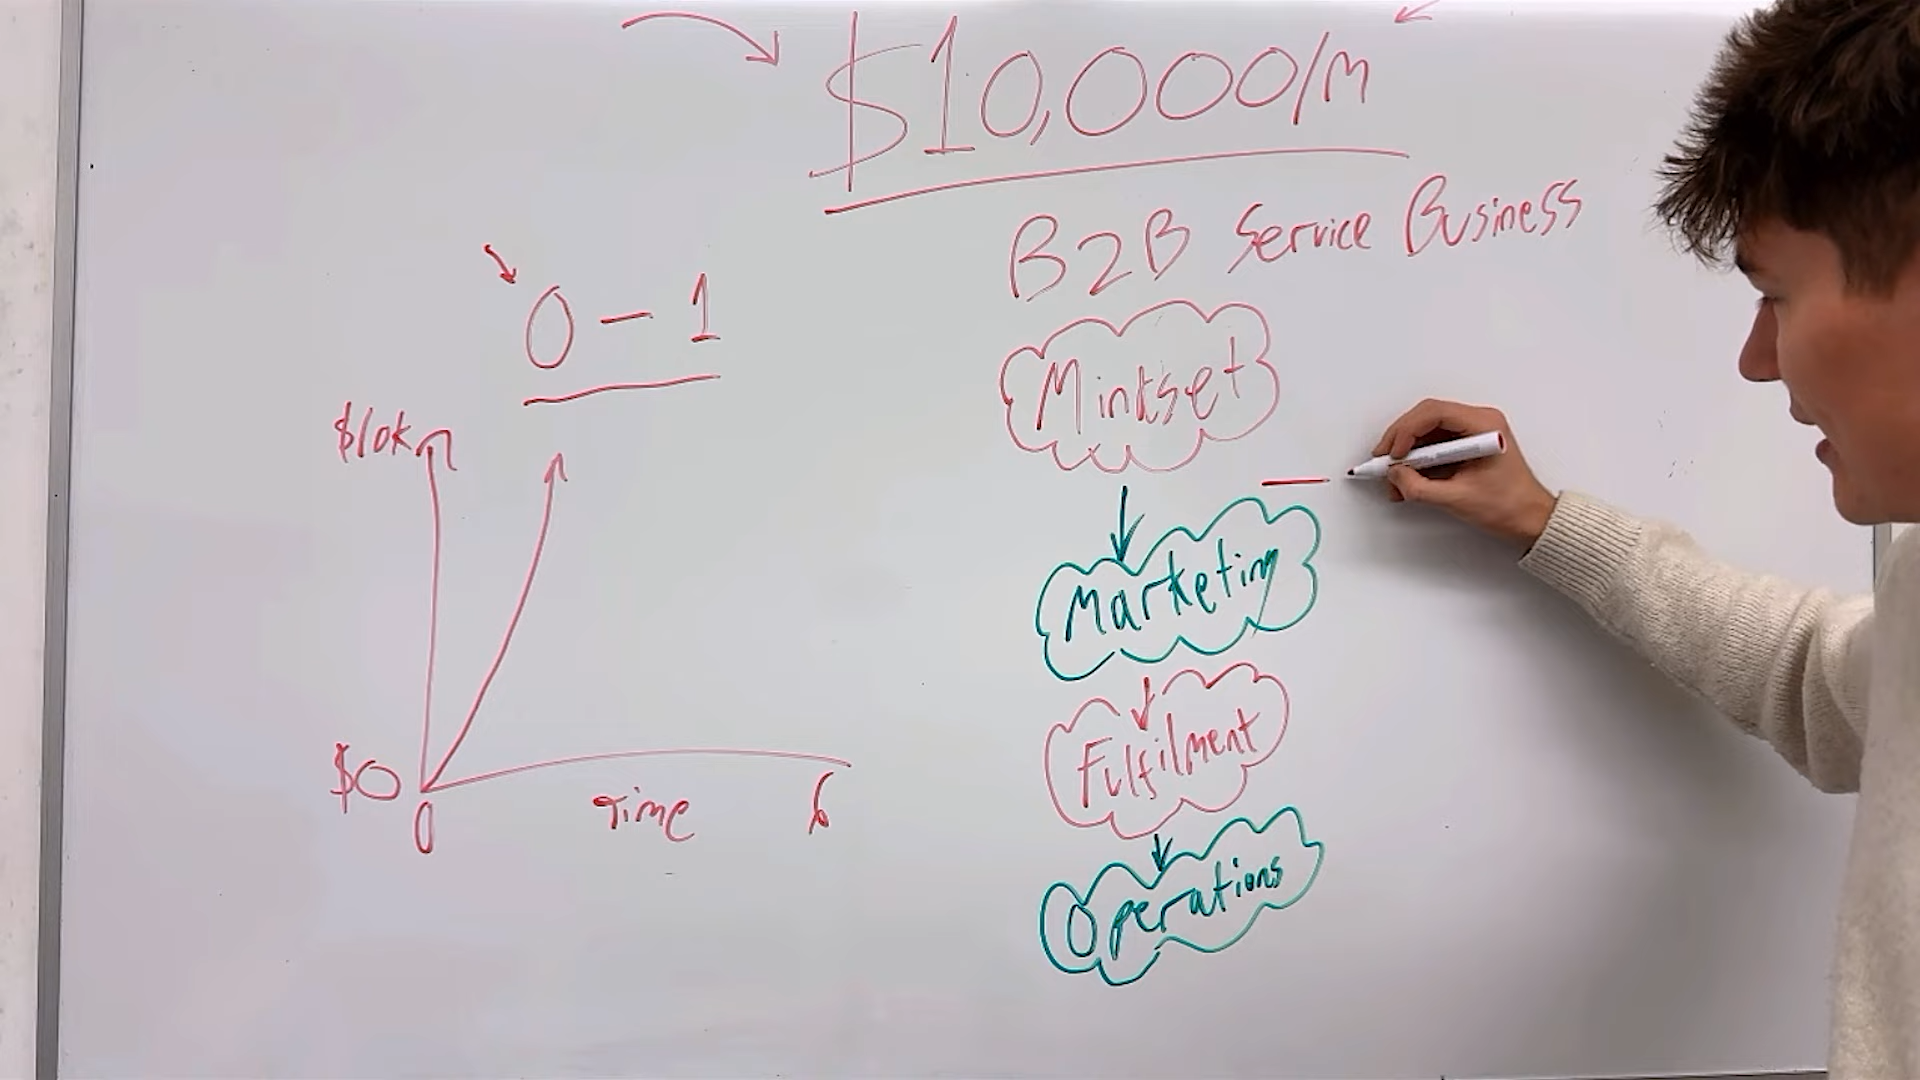 $10,000/m
B2B Service Business
0 - 1
Mindset
$10k
Marketing
Fulfilment
$0
0
Time
6
Operations